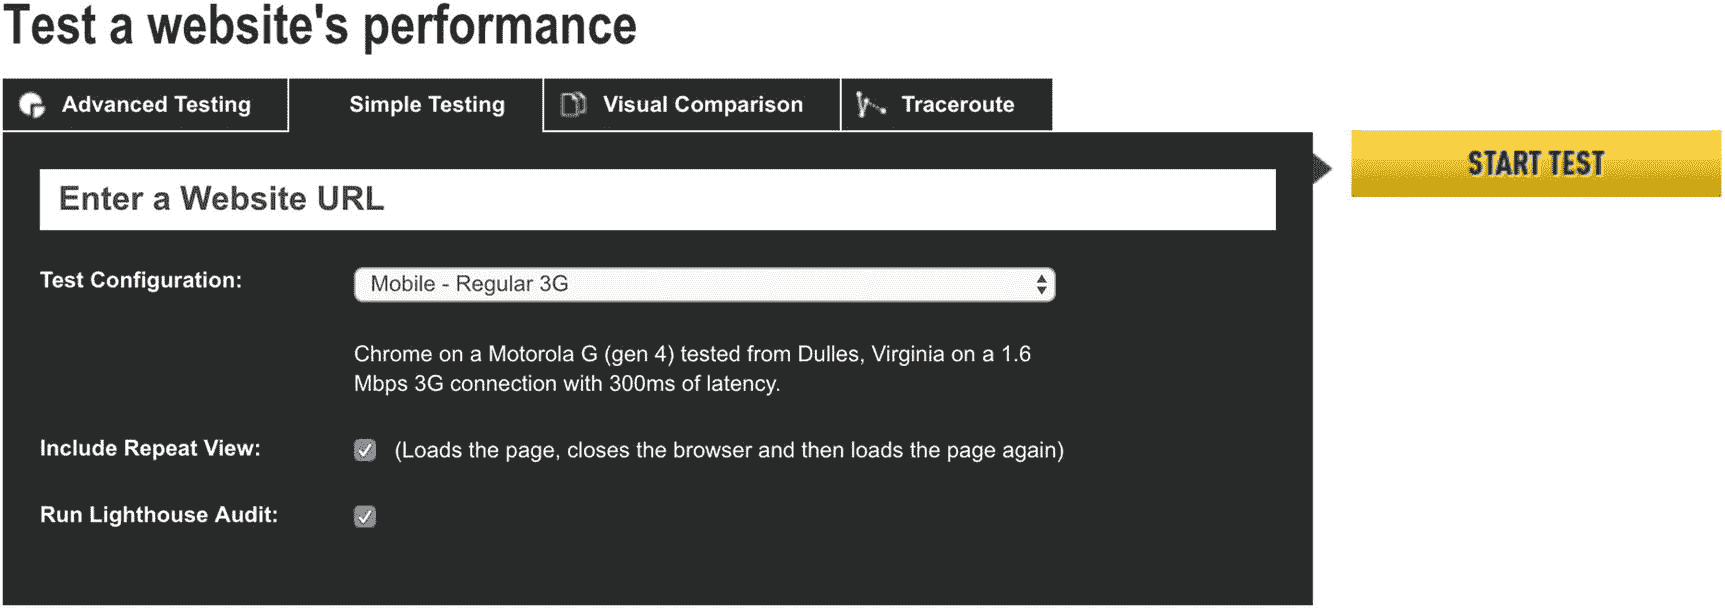 Test a website's performance
Advanced Testing
Simple Testing
Visual Comparison
Traceroute
START TEST
Enter a Website URL
Test Configuration:
Mobile - Regular 3G
Chrome on a Motorola G (gen 4) tested from Dulles, Virginia on a 1.6
Mbps 3G connection with 300ms of latency.
Include Repeat View:
(Loads the page, closes the browser and then loads the page again)
Run Lighthouse Audit: